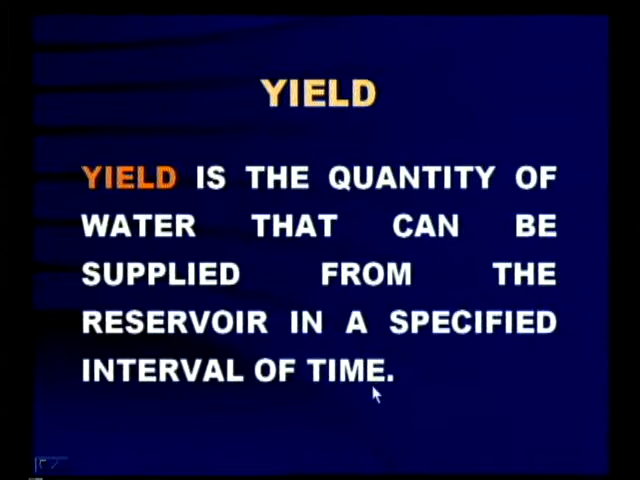 YIELD
YIELD IS THE QUANTITY OF
WATER THAT CAN BE
SUPPLIED FROM THE
RESERVOIR IN A SPECIFIED
INTERVAL OF TIME.